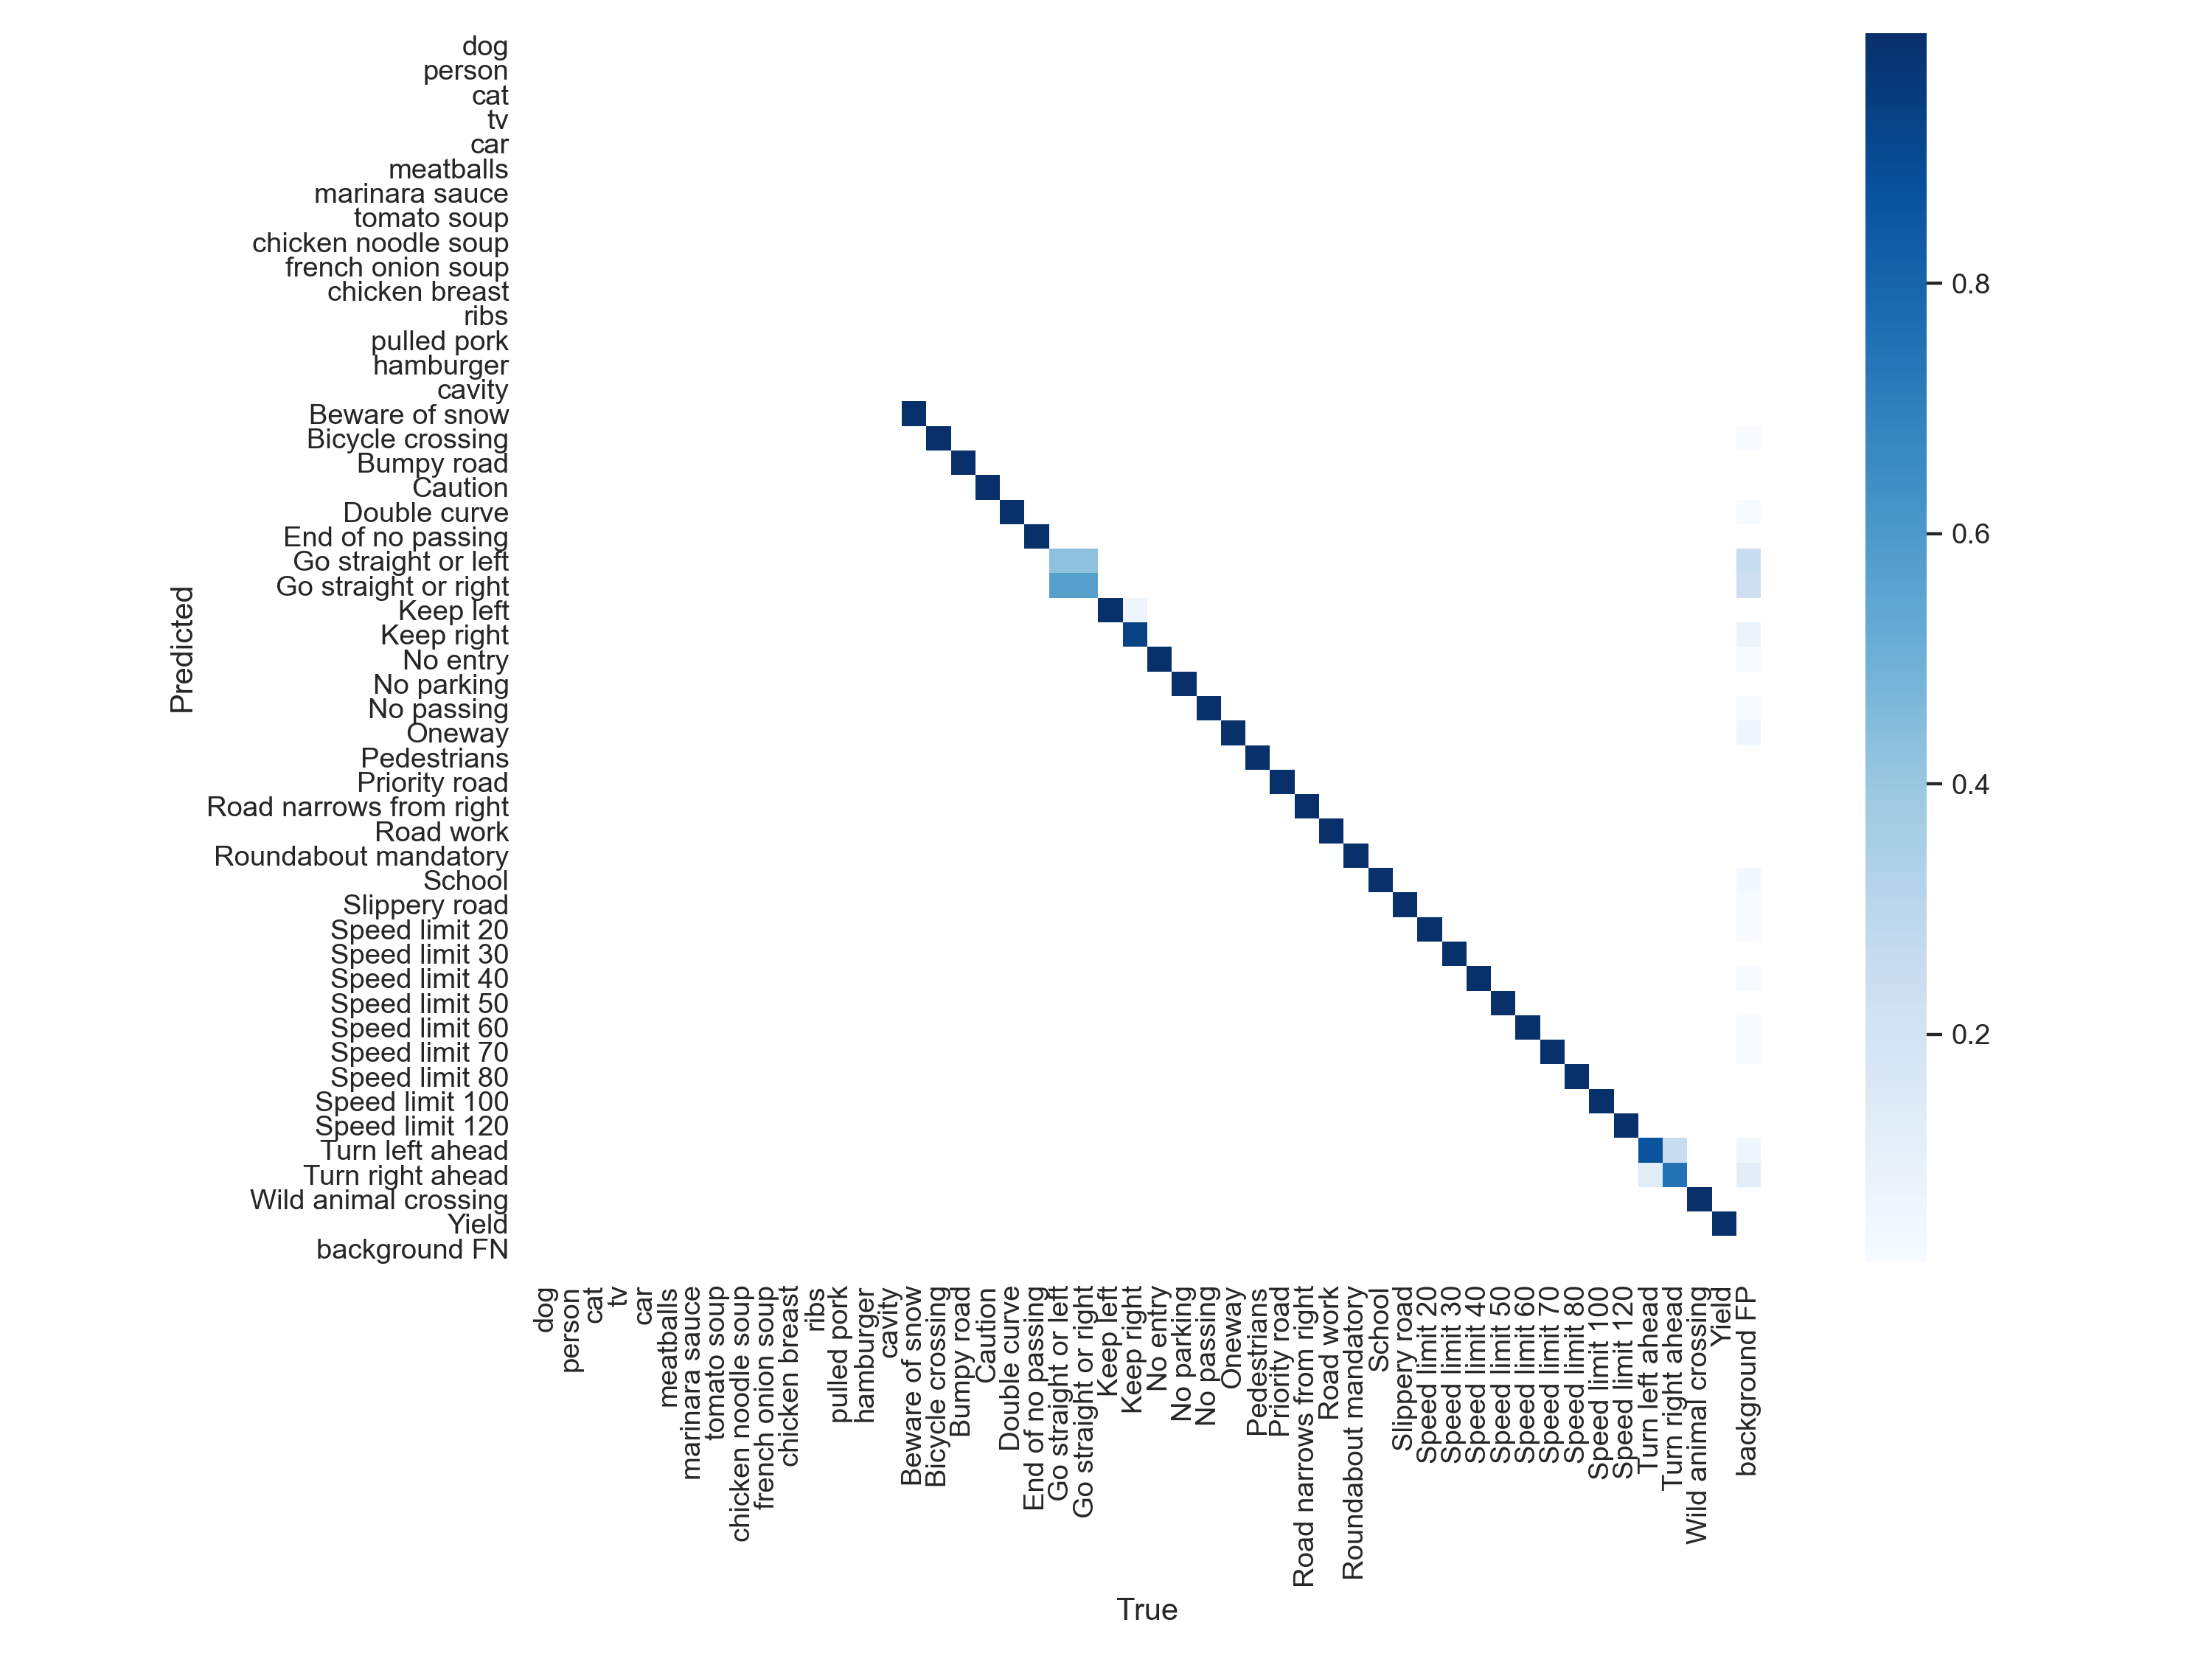 dog
person
cat
tv
car
meatballs
marinara sauce
tomato soup
chicken noodle soup
french onion soup
chicken breast
ribs
pulled pork
hamburger
cavity
Beware of snow
Bicycle crossing
Bumpy road
Caution
Double curve
End of no passing
Go straight or left
Go straight or right
Keep left
Keep right
No entry
No parking
No passing
Oneway
Pedestrians
Priority road
Road narrows from right
Road work
Roundabout mandatory
School
Slippery road
Speed limit 20
Speed limit 30
Speed limit 40
Speed limit 50
Speed limit 60
Speed limit 70
Speed limit 80
Speed limit 100
Speed limit 120
Turn left ahead
Turn right ahead
Wild animal crossing
Yield
background FN
Predicted
dog
person
cat
tv
car
meatballs
marinara sauce
tomato soup
chicken noodle soup
french onion soup
chicken breast
ribs
pulled pork
hamburger
cavity
Beware of snow
Bicycle crossing
Bumpy road
Caution
Double curve
End of no passing
Go straight or left
Go straight or right
Keep left
Keep right
No entry
No parking
No passing
Oneway
Pedestrians
Priority road
Road narrows from right
Road work
Roundabout mandatory
School
Slippery road
Speed limit 20
Speed limit 30
Speed limit 40
Speed limit 50
Speed limit 60
Speed limit 70
Speed limit 80
Speed limit 100
Speed limit 120
Turn left ahead
Turn right ahead
Wild animal crossing
Yield
background FP
True
0.8
0.6
0.4
0.2